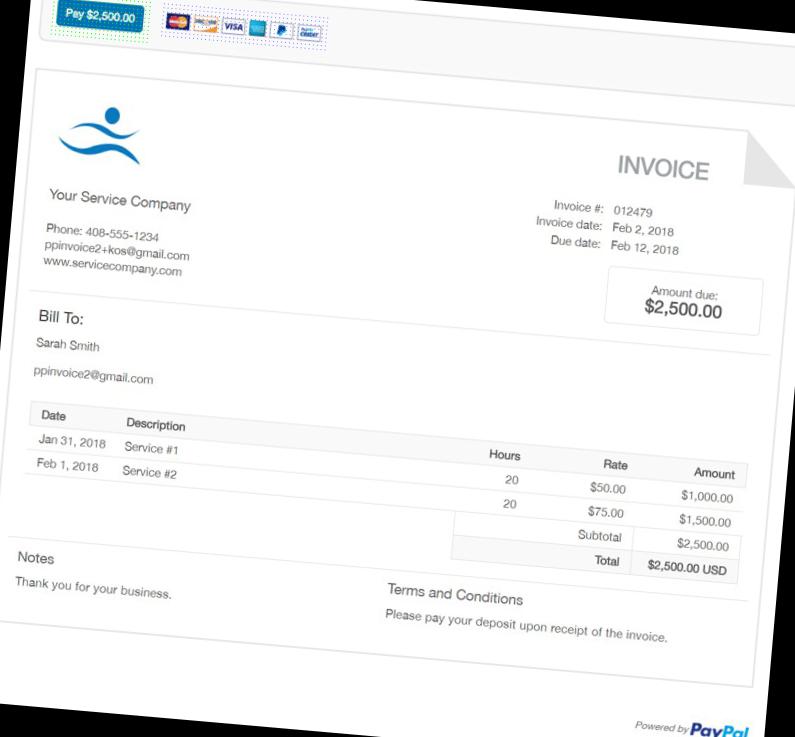 Pay $2,500.00
VISA
INVOICE
Your Service Company
Phone: 408-555-1234
ppinvoice2+kos@gmail.com
www.servicecompany.com
Invoice #: 012479
Invoice date: Feb 2, 2018
Due date: Feb 12, 2018
Amount due:
$2,500.00
Bill To:
Sarah Smith
ppinvoice2@gmail.com
Date Description Hours Rate Amount
Jan 31, 2018 Service #1 20 $50.00 $1,000.00
Feb 1, 2018 Service #2 20 $75.00 $1,500.00
Subtotal $2,500.00
Total $2,500.00 USD
Notes
Thank you for your business.
Terms and Conditions
Please pay your deposit upon receipt of the invoice.
Powered by PayPal